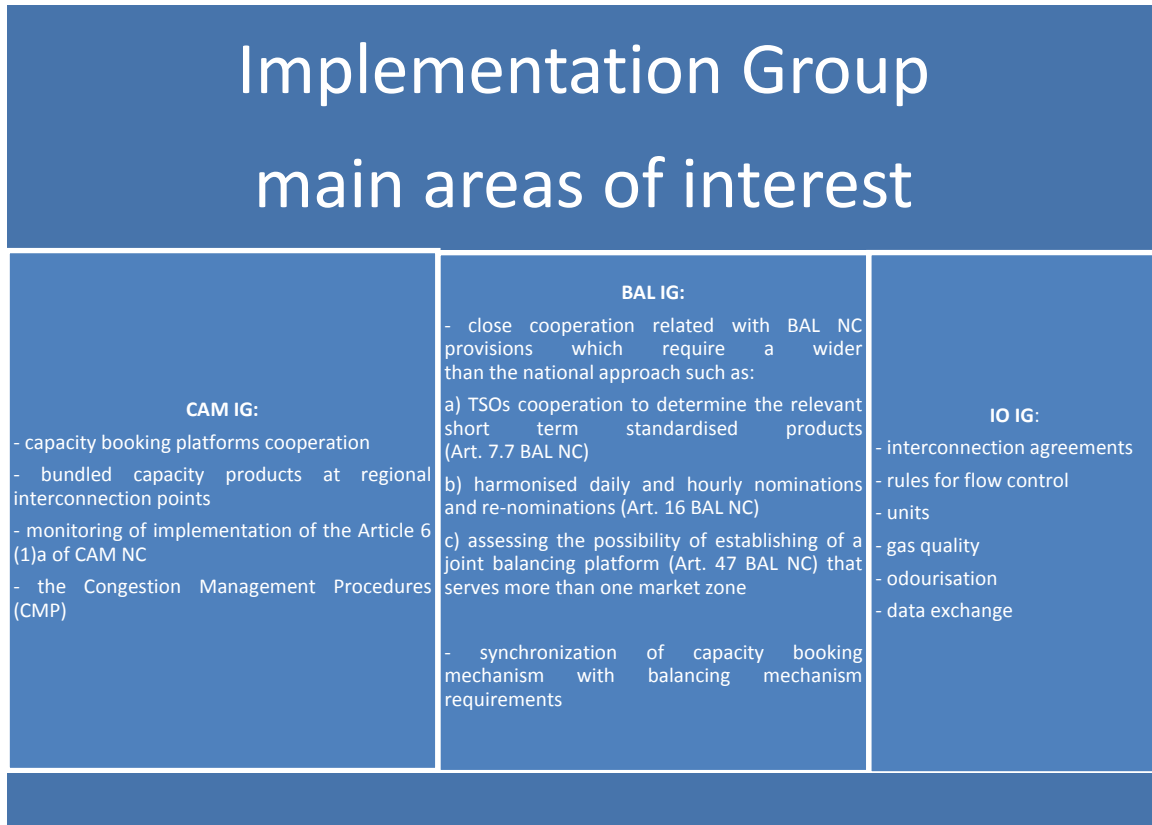 Implementation Group
main areas of interest
CAM IG:
- capacity booking platforms cooperation
- bundled capacity products at regional
interconnection points
- monitoring of implementation of the Article 6
(1)a of CAM NC
- the Congestion Management Procedures
(CMP)
BAL IG:
- close cooperation related with BAL NC
provisions which require a wider
than the national approach such as:
a) TSOs cooperation to determine the relevant
short term standardised products
(Art. 7.7 BAL NC)
b) harmonised daily and hourly nominations
and re-nominations (Art. 16 BAL NC)
c) assessing the possibility of establishing of a
joint balancing platform (Art. 47 BAL NC) that
serves more than one market zone
- synchronization of capacity booking
mechanism with balancing mechanism
requirements
IO IG:
- interconnection agreements
- rules for flow control
- units
- gas quality
- odourisation
- data exchange